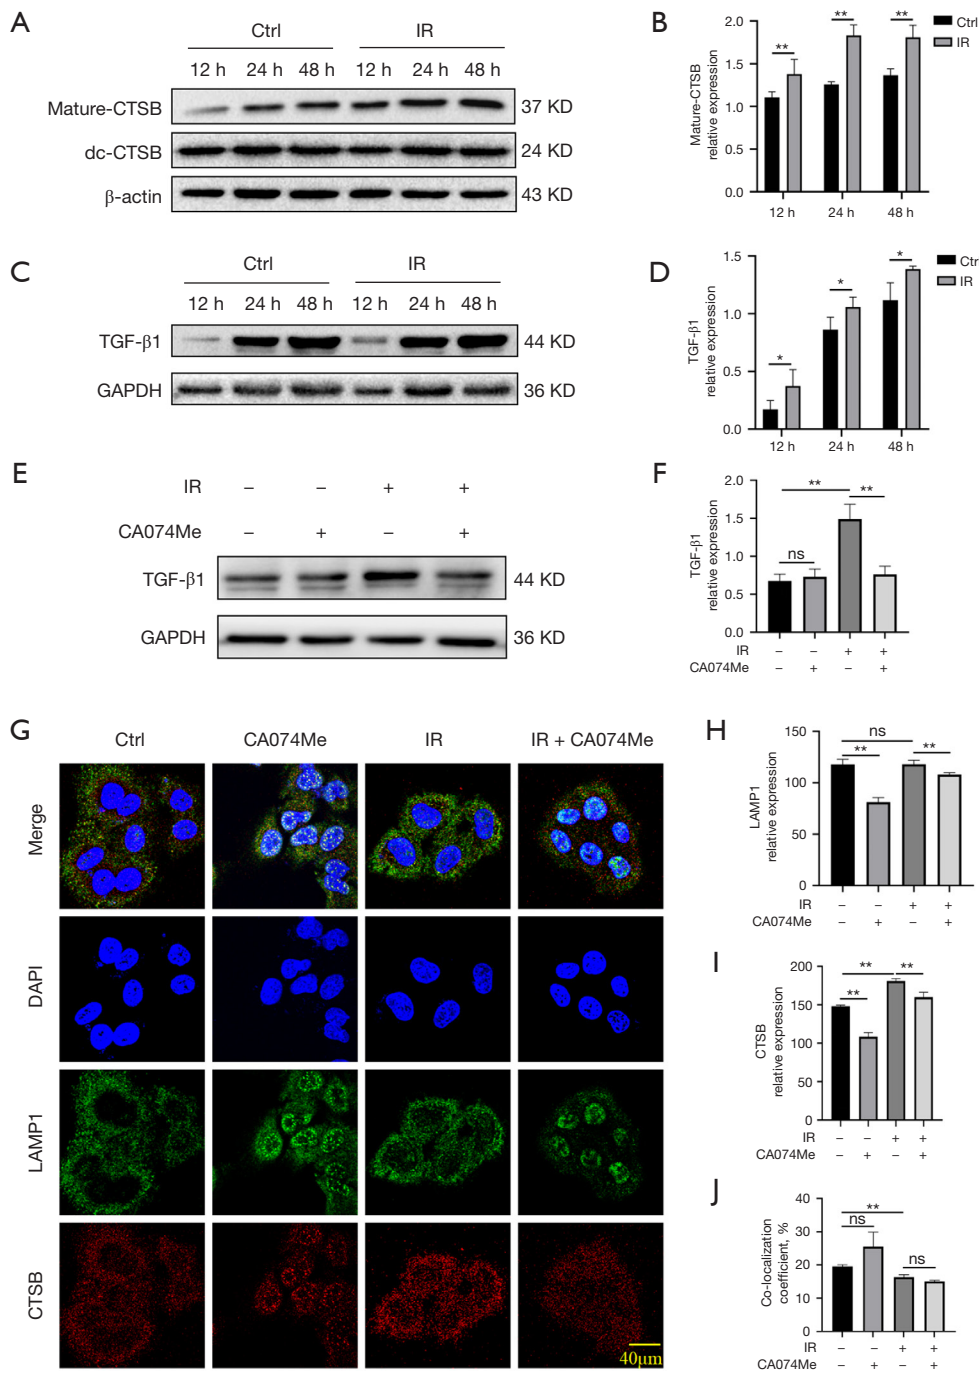 A
Ctrl IR
12 h 24 h 48 h 12 h 24 h 48 h
Mature-CTSB 37 KD
dc-CTSB 24 KD
β-actin 43 KD
B
Mature-CTSB
relative expression
2.0
1.5
1.0
0.5
0.0
** ** **
12 h 24 h 48 h
Ctrl
IR
C
Ctrl IR
12 h 24 h 48 h 12 h 24 h 48 h
TGF-β1 44 KD
GAPDH 36 KD
D
TGF-β1
relative expression
1.5
1.0
0.5
0.0
* * *
12 h 24 h 48 h
Ctr
IR
E
IR – – + +
CA074Me – + – +
TGF-β1 44 KD
GAPDH 36 KD
F
TGF-β1
relative expression
2.0
1.5
1.0
0.5
0.0
** **
ns
IR – – + +
CA074Me – + – +
G
Ctrl CA074Me IR IR + CA074Me
Merge
DAPI
LAMP1
CTSB
40μm
H
LAMP1
relative expression
150
100
50
0
ns
** **
IR – – + +
CA074Me – + – +
I
CTSB
relative expression
200
150
100
50
0
** **
**
IR – – + +
CA074Me – + – +
J
Co-localization
coefficient, %
40
30
20
10
0
**
ns
ns
IR – – + +
CA074Me – + – +